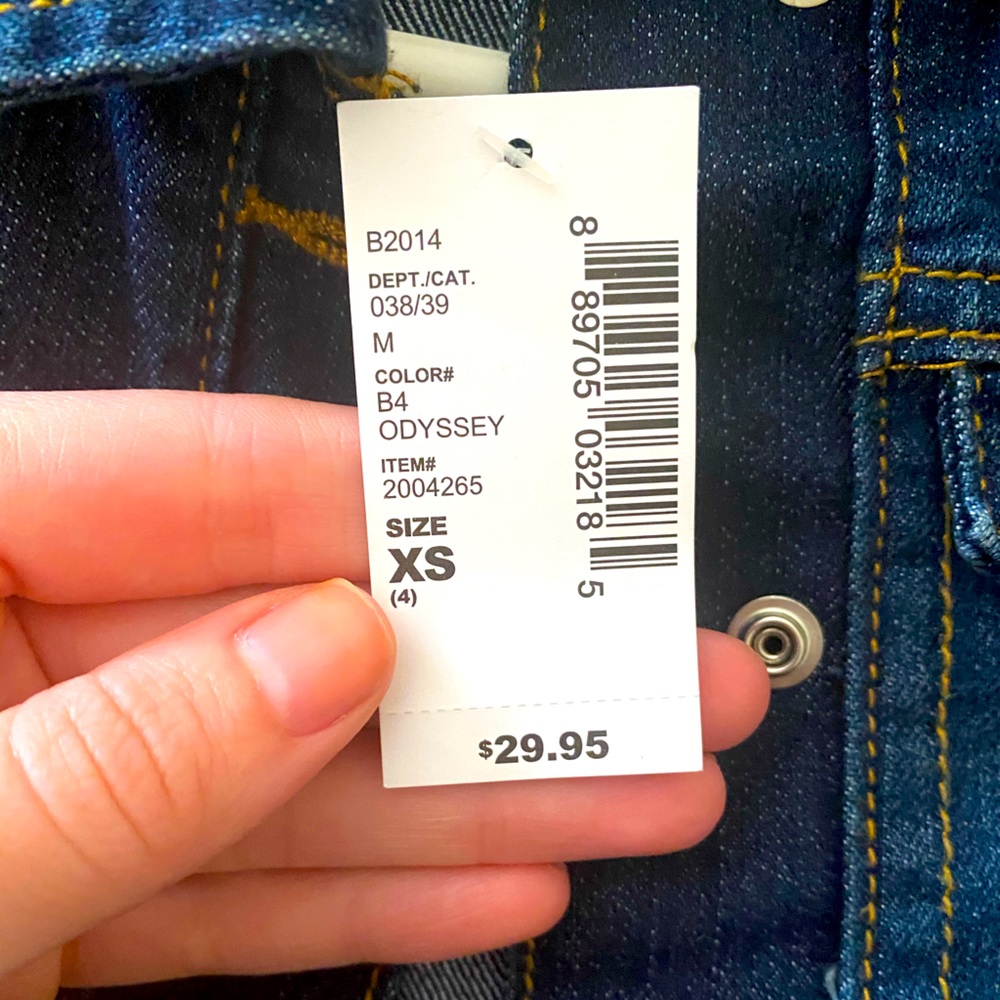 B2014
DEPT./CAT.
038/39
M
COLOR#
B4
ODYSSEY
ITEM#
2004265
SIZE
XS
(4)
8 89705 03218 5
$29.95